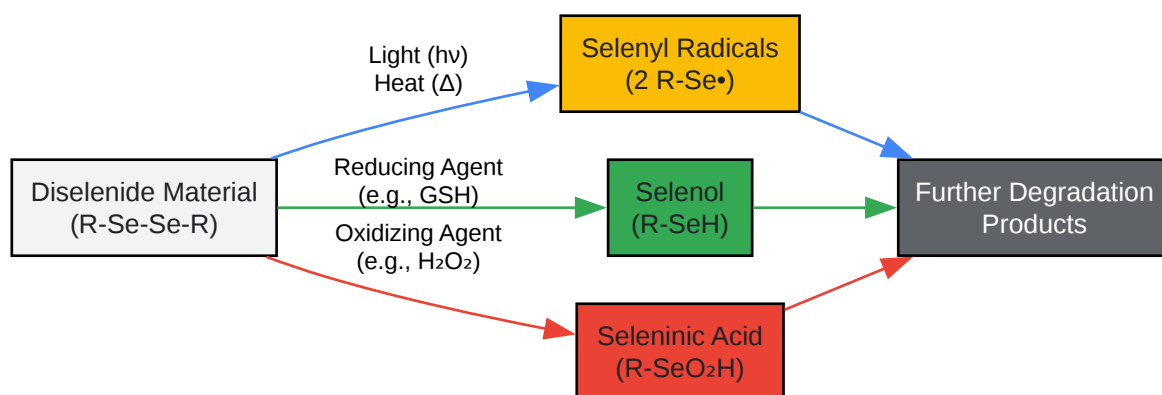 Light (hν)
Heat (Δ)
Selenyl Radicals
(2 R-Se•)
Diselenide Material
(R-Se-Se-R)
Reducing Agent
(e.g., GSH)
Selenol
(R-SeH)
Further Degradation
Products
Oxidizing Agent
(e.g., H₂O₂)
Seleninic Acid
(R-SeO₂H)